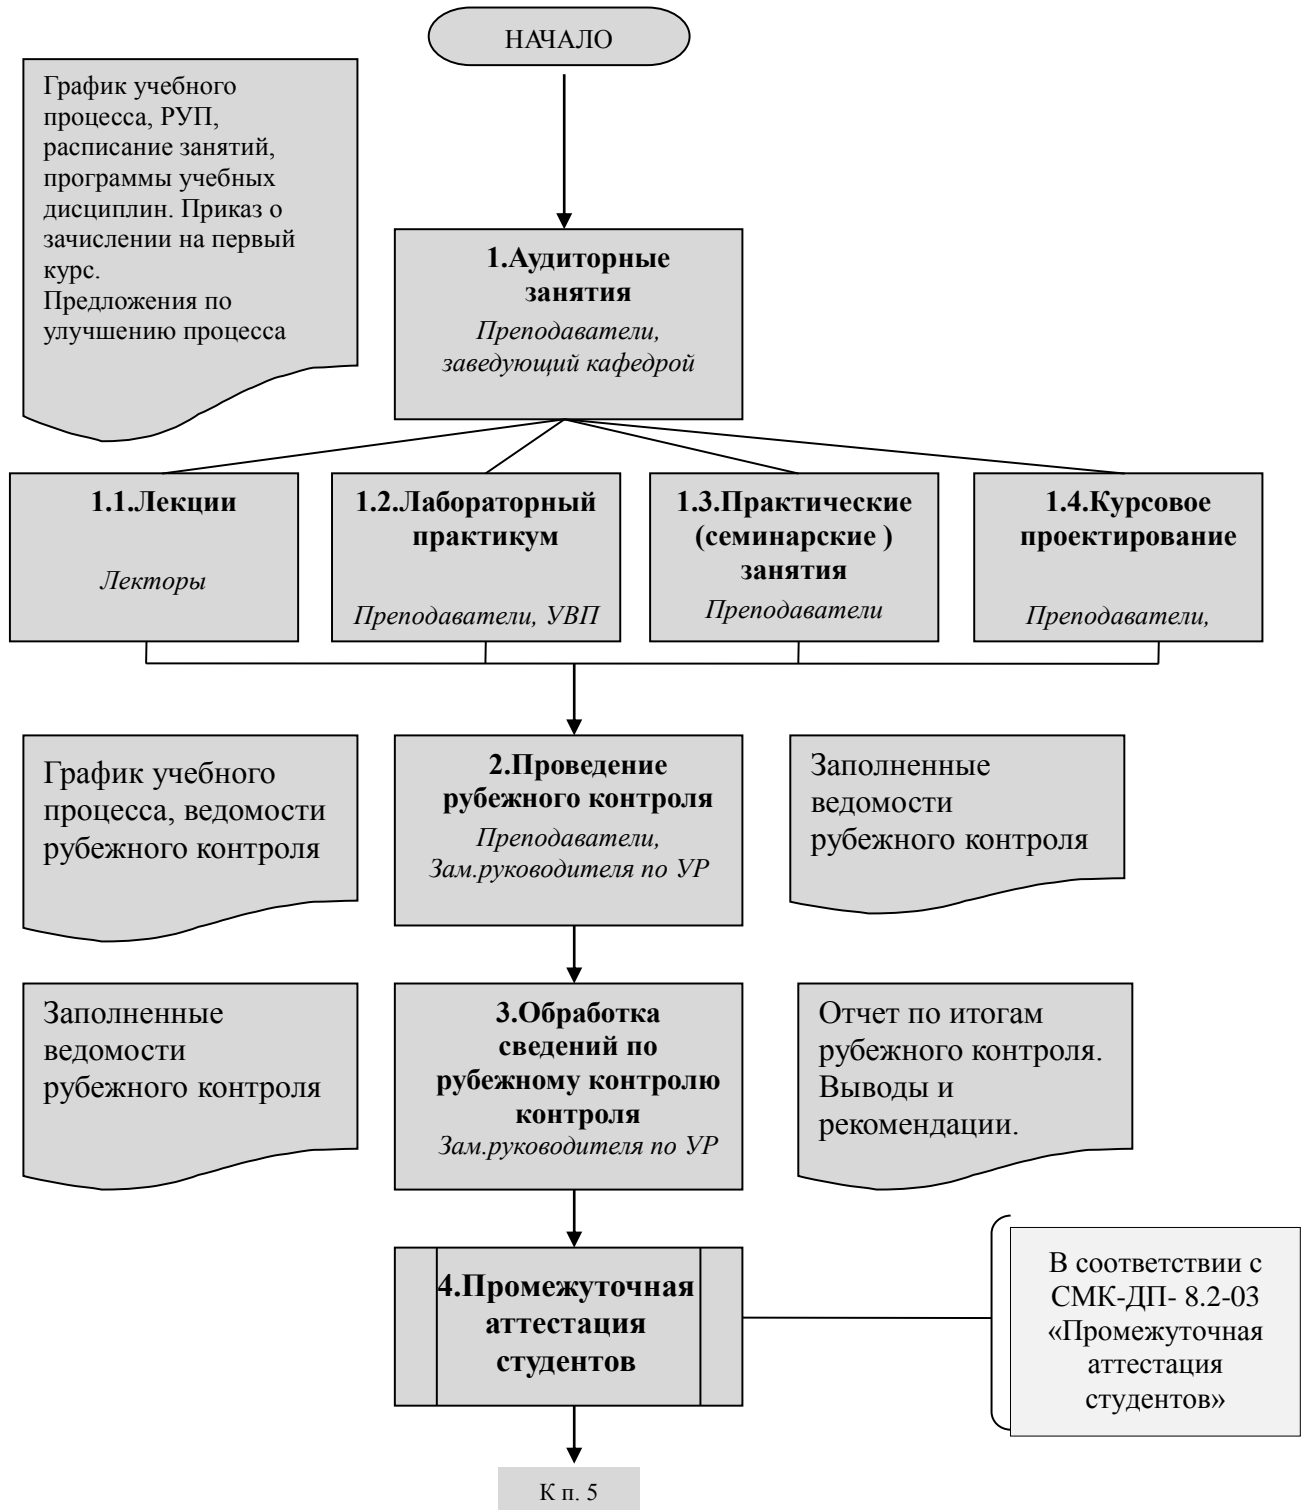 НАЧАЛО
График учебного
процесса, РУП,
расписание занятий,
программы учебных
дисциплин. Приказ о
зачислении на первый
курс.
Предложения по
улучшению процесса
1.Аудиторные
занятия
Преподаватели,
заведующий кафедрой
1.1.Лекции
Лекторы
1.2.Лабораторный
практикум
Преподаватели, УВП
1.3.Практические
(семинарские )
занятия
Преподаватели
1.4.Курсовое
проектирование
Преподаватели,
График учебного
процесса, ведомости
рубежного контроля
2.Проведение
рубежного контроля
Преподаватели,
Зам.руководителя по УР
Заполненные
ведомости
рубежного контроля
Заполненные
ведомости
рубежного контроля
3.Обработка
сведений по
рубежному контролю
контроля
Зам.руководителя по УР
Отчет по итогам
рубежного контроля.
Выводы и
рекомендации.
4.Промежуточная
аттестация
студентов
В соответствии с
СМК-ДП- 8.2-03
«Промежуточная
аттестация
студентов»
К п. 5